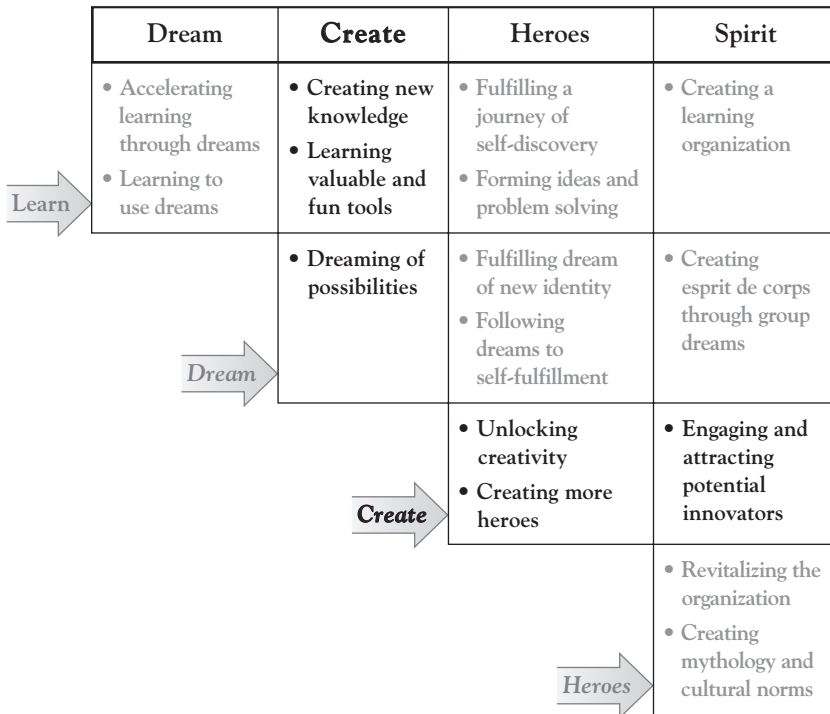 Dream
Create
Heroes
Spirit
Learn
• Accelerating
learning
through dreams
• Learning to
use dreams
• Creating new
knowledge
• Learning
valuable and
fun tools
• Fulfilling a
journey of
self-discovery
• Forming ideas and
problem solving
• Creating a
learning
organization
Dream
• Dreaming of
possibilities
• Fulfilling dream
of new identity
• Following
dreams to
self-fulfillment
• Creating
esprit de corps
through group
dreams
Create
• Unlocking
creativity
• Creating more
heroes
• Engaging and
attracting
potential
innovators
Heroes
• Revitalizing the
organization
• Creating
mythology and
cultural norms